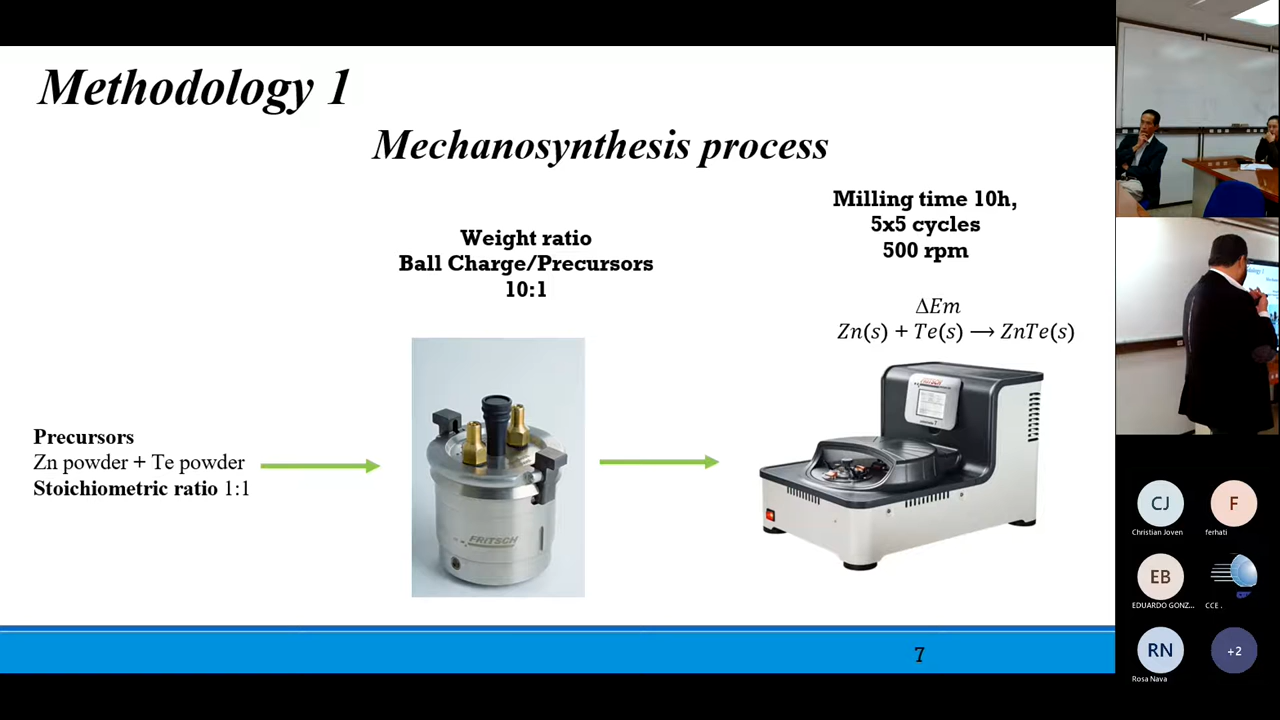 Methodology 1
Mechanosynthesis process
Milling time 10h,
5x5 cycles
500 rpm
Weight ratio
Ball Charge/Precursors
10:1
ΔEm
Zn(s) + Te(s) ⟶ ZnTe(s)
Precursors
Zn powder + Te powder
Stoichiometric ratio 1:1
FRITSCH
7
CJ
Christian Joven
F
ferhati
EB
EDUARDO GONZ...
CCE .
RN
Rosa Nava
+2